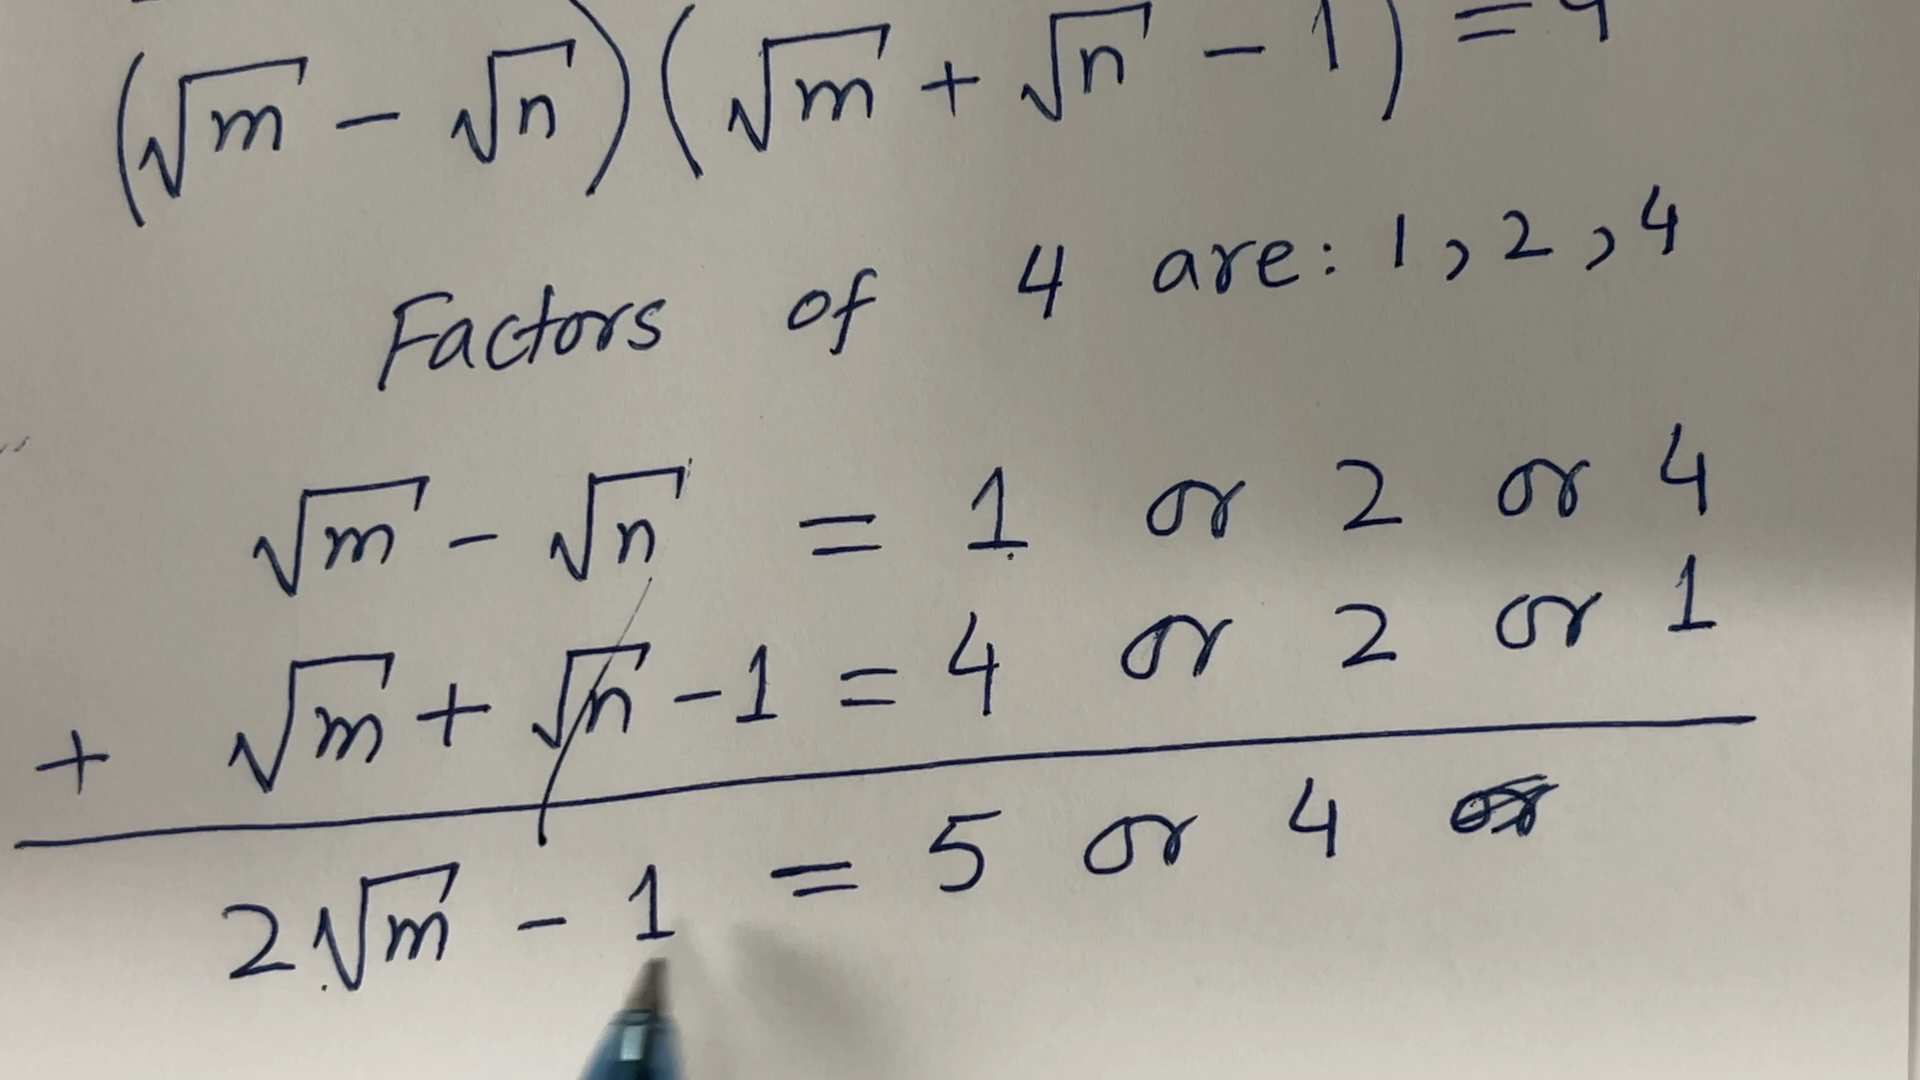 (√m - √n)(√m + √n - 1) = 4
Factors of 4 are: 1, 2, 4
√m - √n = 1 or 2 or 4
+ √m + √n - 1 = 4 or 2 or 1
2√m - 1 = 5 or 4